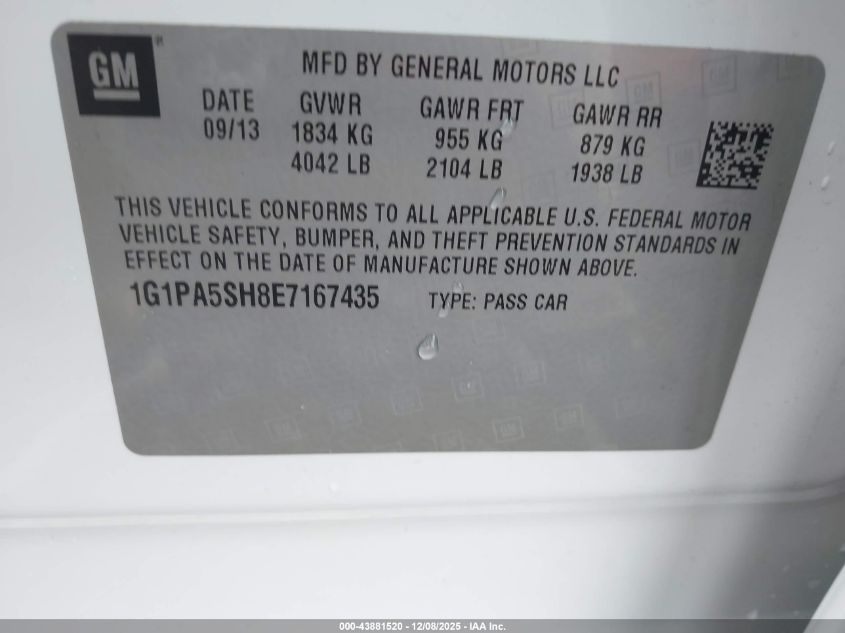 GM
MFD BY GENERAL MOTORS LLC
DATE GVWR GAWR FRT GAWR RR
09/13 1834 KG 955 KG 879 KG
4042 LB 2104 LB 1938 LB
THIS VEHICLE CONFORMS TO ALL APPLICABLE U.S. FEDERAL MOTOR
VEHICLE SAFETY, BUMPER, AND THEFT PREVENTION STANDARDS IN
EFFECT ON THE DATE OF MANUFACTURE SHOWN ABOVE.
1G1PA5SH8E7167435 TYPE: PASS CAR
000-43881520 - 12/08/2025 - IAA Inc.